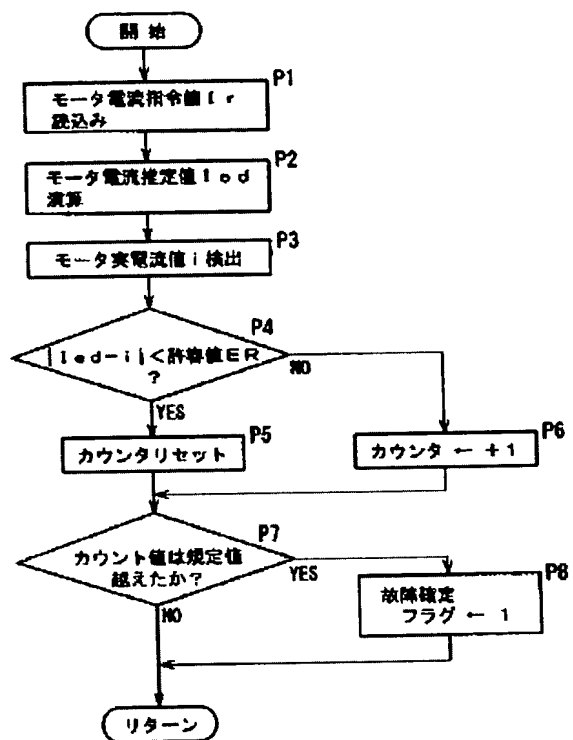 開始
P1
モータ電流指令値Ir
読込み
P2
モータ電流推定値Ied
演算
P3
モータ実電流値i検出
P4
|Ied-i|<許容値ER
?
NO
YES
P5
カウンタリセット
P6
カウンタ ← +1
P7
カウント値は規定値
越えたか?
YES
NO
P8
故障確定
フラグ ← 1
リターン